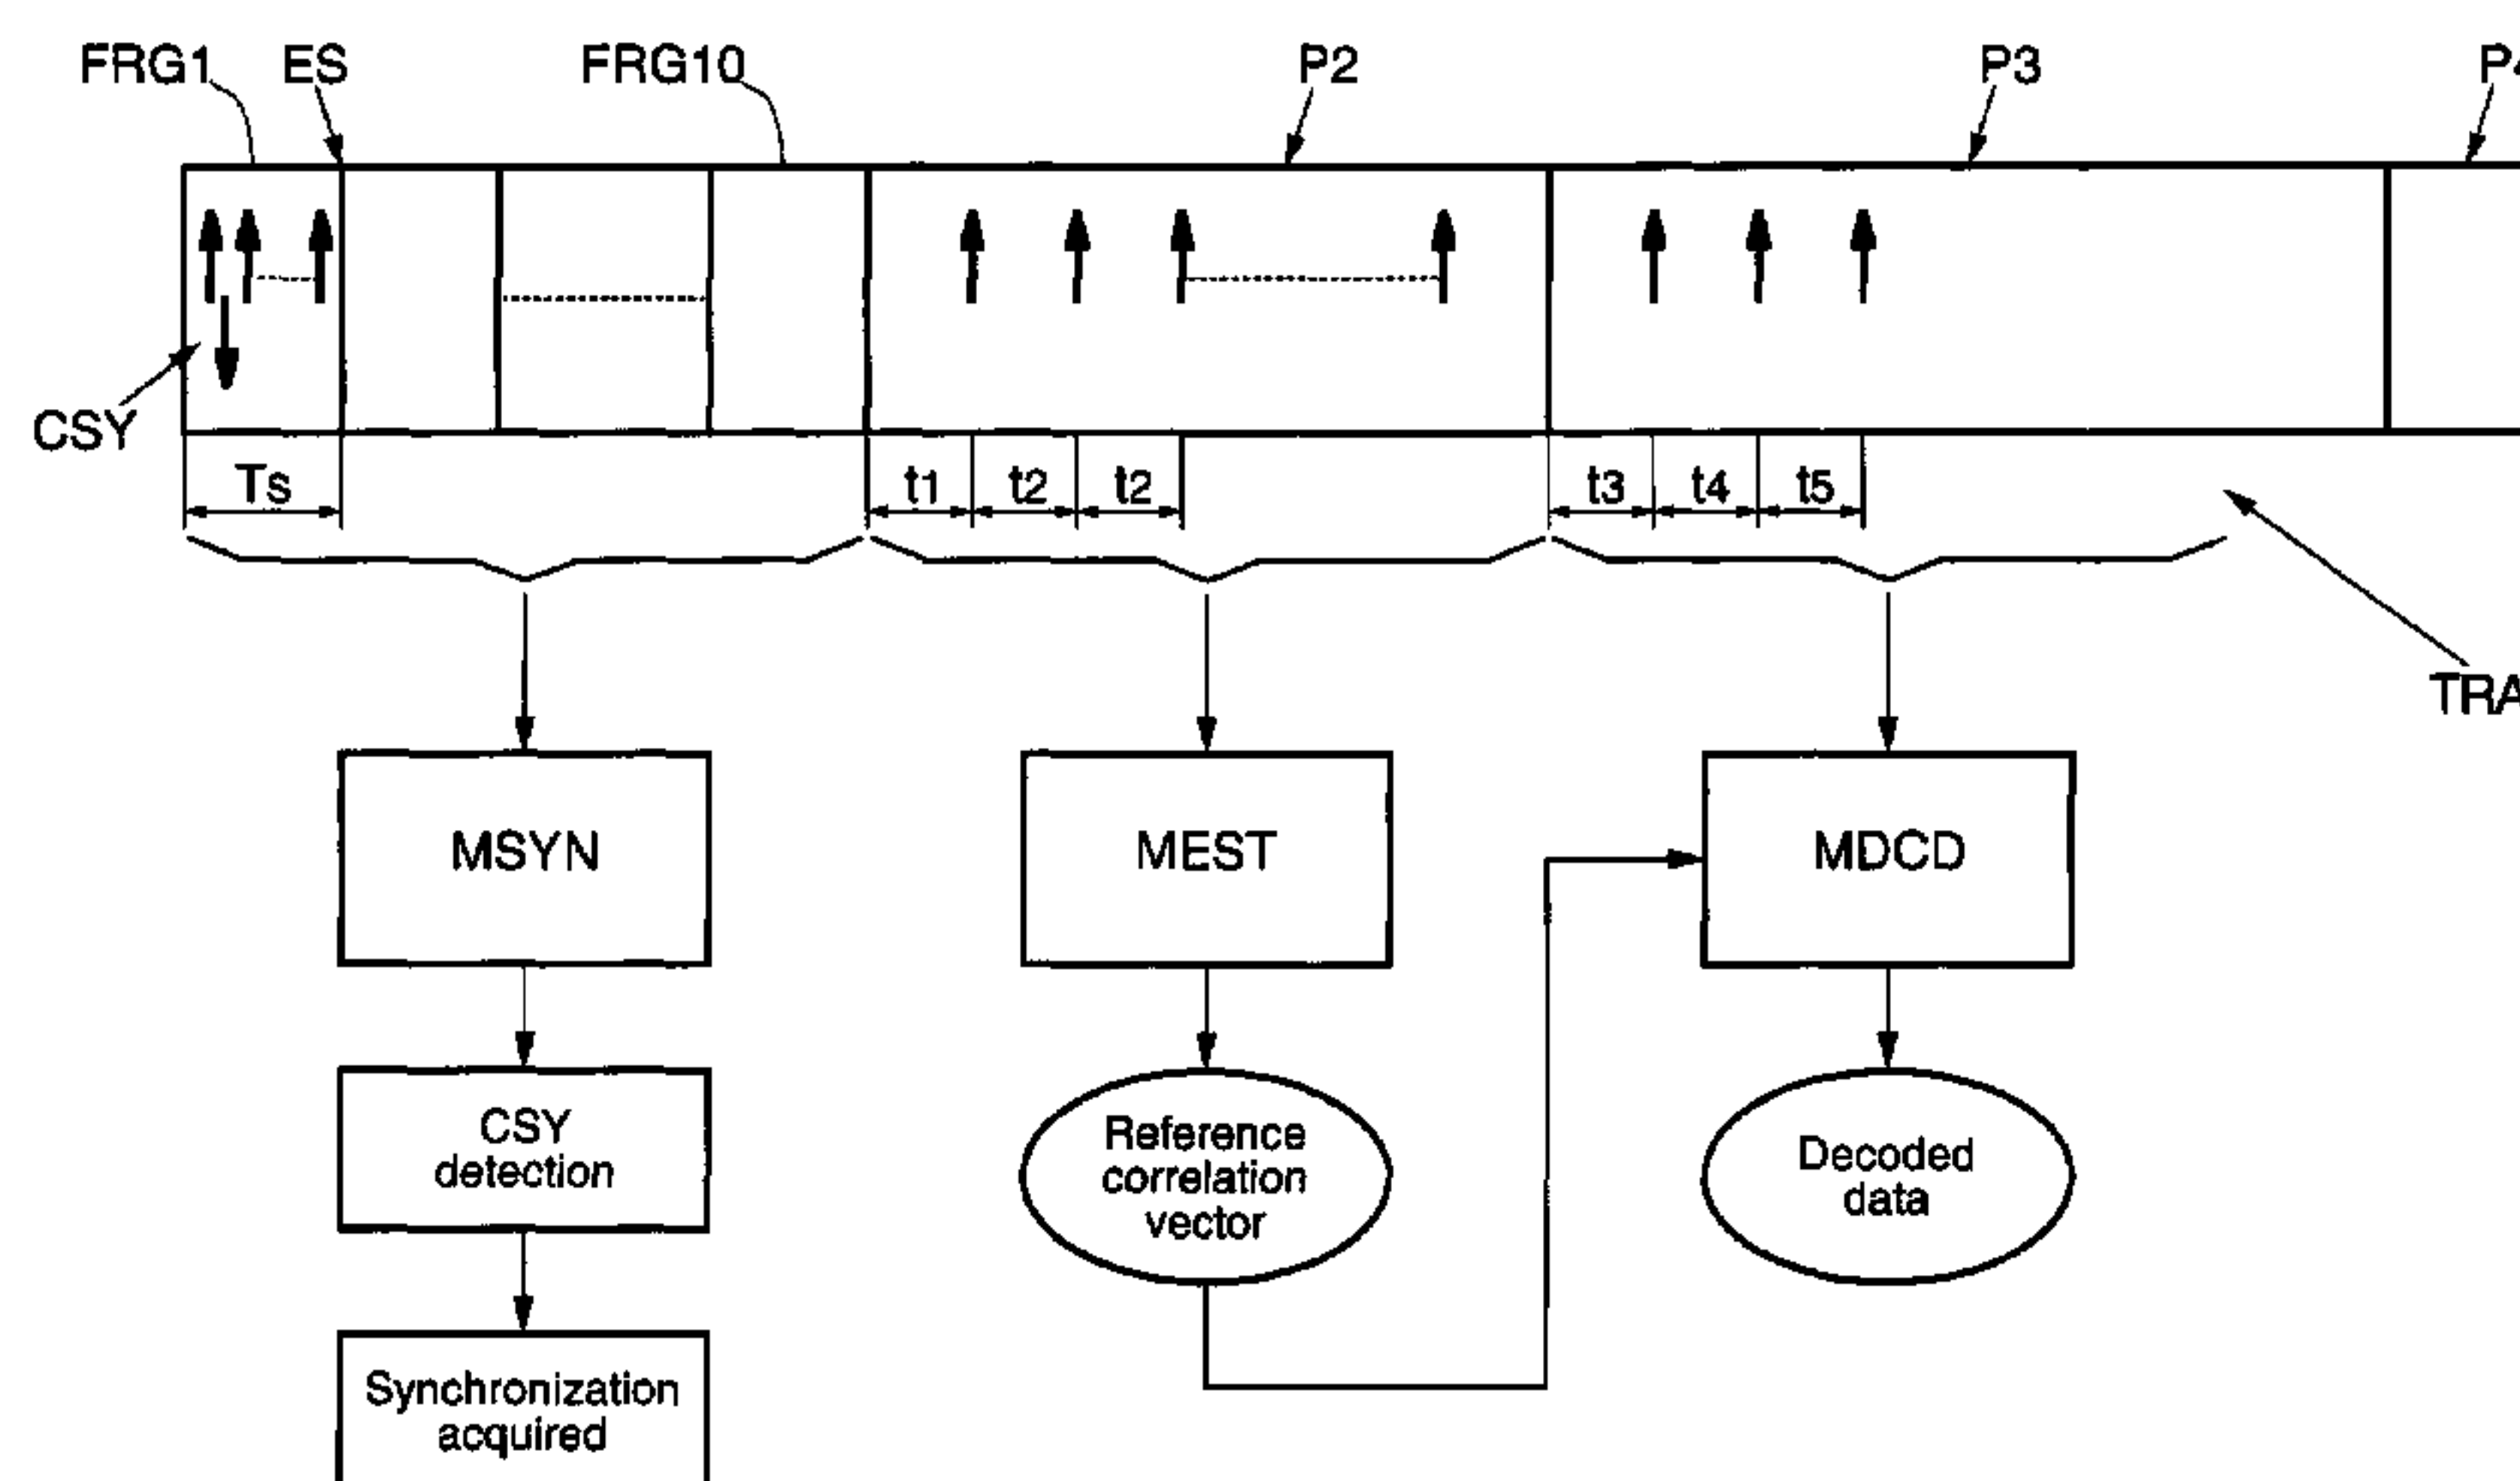 FRG1 ES FRG10 P2 P3
CSY
Ts t1 t2 t2 t3 t4 t5
TRA
MSYN MEST MDCD
CSY
detection
Reference
correlation
vector
Decoded
data
Synchronization
acquired